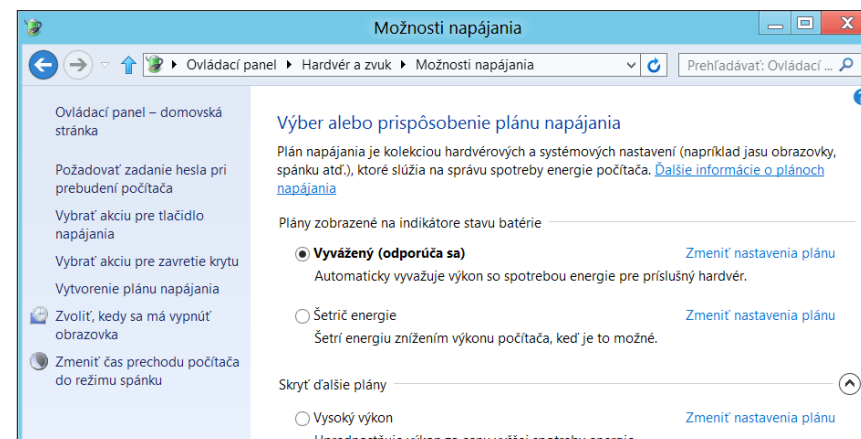 Možnosti napájania
Ovládací panel Hardvér a zvuk Možnosti napájania
Prehľadávať: Ovládací ...
Ovládací panel – domovská
stránka
Požadovať zadanie hesla pri
prebudení počítača
Vybrať akciu pre tlačidlo
napájania
Vybrať akciu pre zavretie krytu
Vytvorenie plánu napájania
Zvoliť, kedy sa má vypnúť
obrazovka
Zmeniť čas prechodu počítača
do režimu spánku
Výber alebo prispôsobenie plánu napájania
Plán napájania je kolekciou hardvérových a systémových nastavení (napríklad jasu obrazovky,
spánku atď.), ktoré slúžia na správu spotreby energie počítača. Ďalšie informácie o plánoch
napájania
Plány zobrazené na indikátore stavu batérie
Vyvážený (odporúča sa) Zmeniť nastavenia plánu
Automaticky vyvažuje výkon so spotrebou energie pre príslušný hardvér.
Šetrič energie Zmeniť nastavenia plánu
Šetrí energiu znížením výkonu počítača, keď je to možné.
Skryť ďalšie plány
Vysoký výkon Zmeniť nastavenia plánu